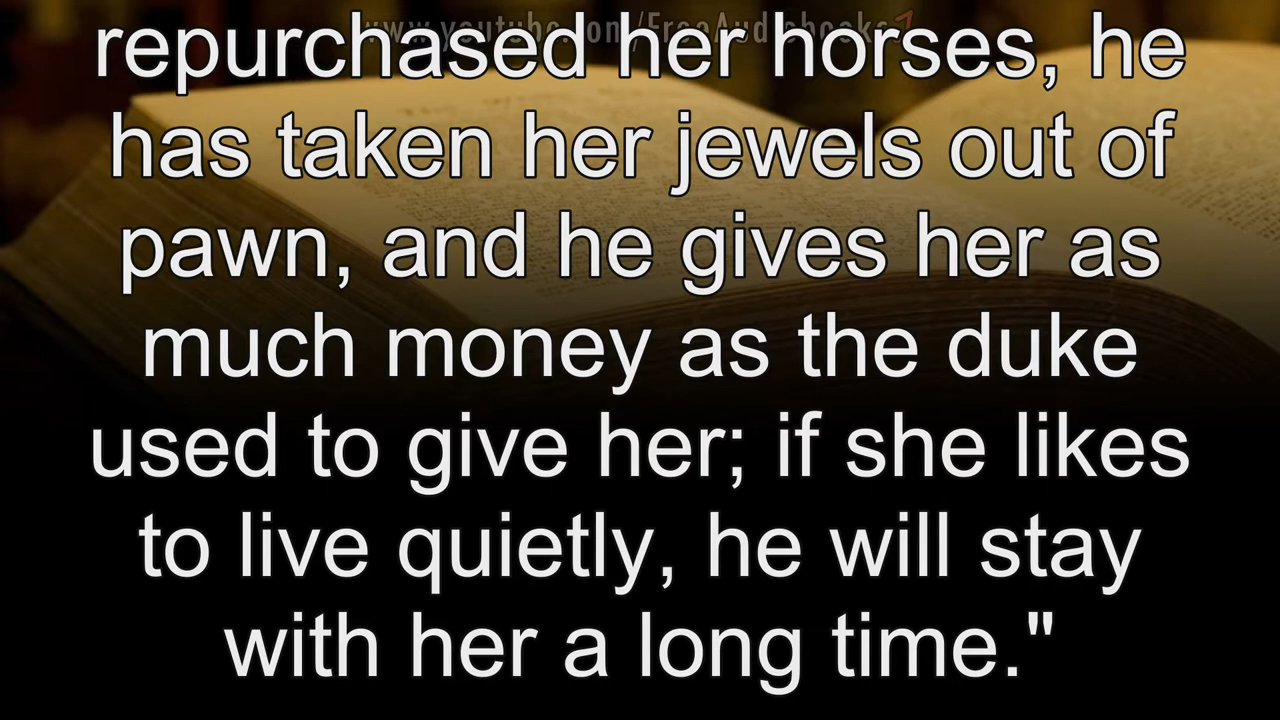 www.youtube.com/FreeAudiobooks
repurchased her horses, he
has taken her jewels out of
pawn, and he gives her as
much money as the duke
used to give her; if she likes
to live quietly, he will stay
with her a long time."